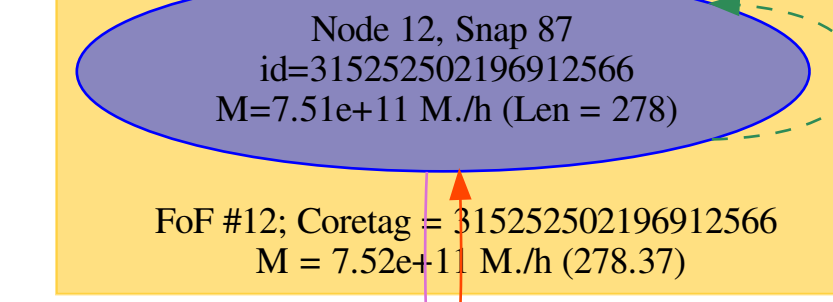 Node 12, Snap 87
id=315252502196912566
M=7.51e+11 M./h (Len = 278)
FoF #12; Coretag = 315252502196912566
M = 7.52e+11 M./h (278.37)